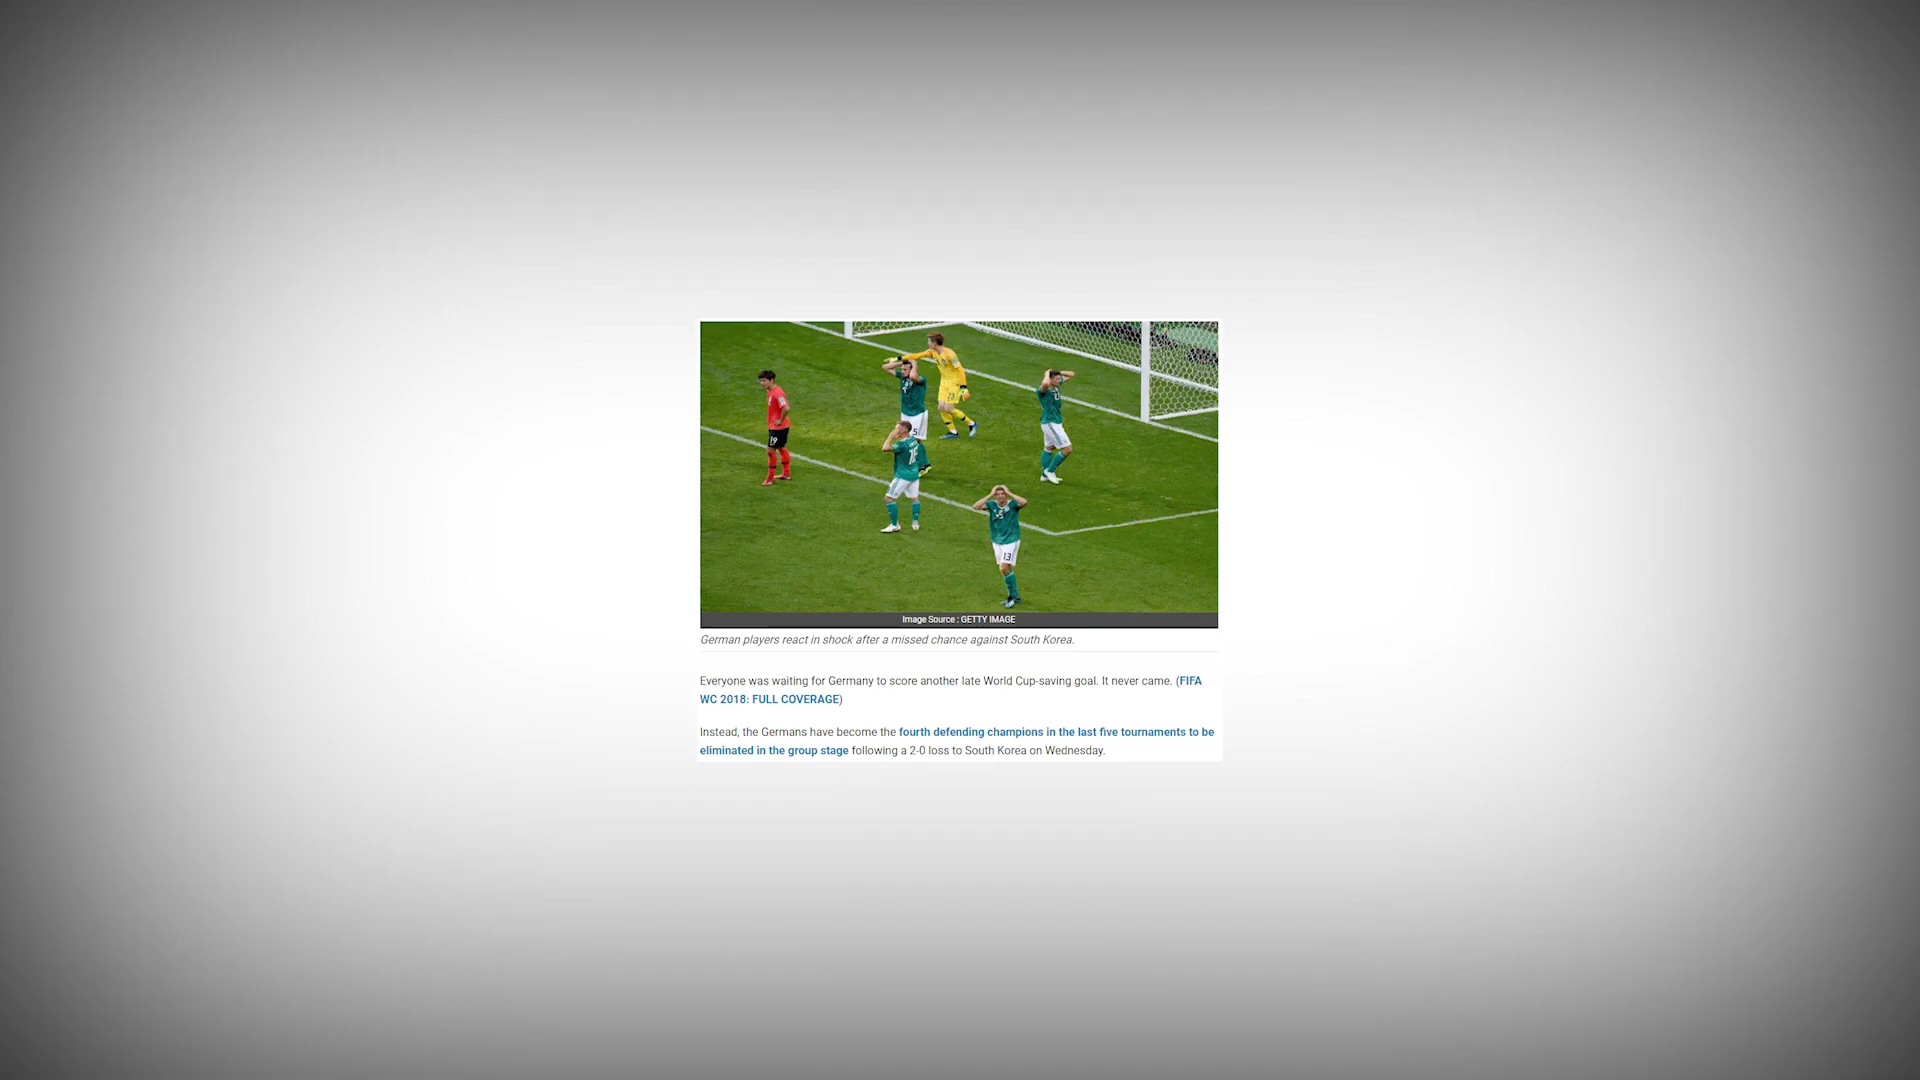 19
5
13
Image Source : GETTY IMAGE
German players react in shock after a missed chance against South Korea.
Everyone was waiting for Germany to score another late World Cup-saving goal. It never came. (FIFA
WC 2018: FULL COVERAGE)
Instead, the Germans have become the fourth defending champions in the last five tournaments to be
eliminated in the group stage following a 2-0 loss to South Korea on Wednesday.